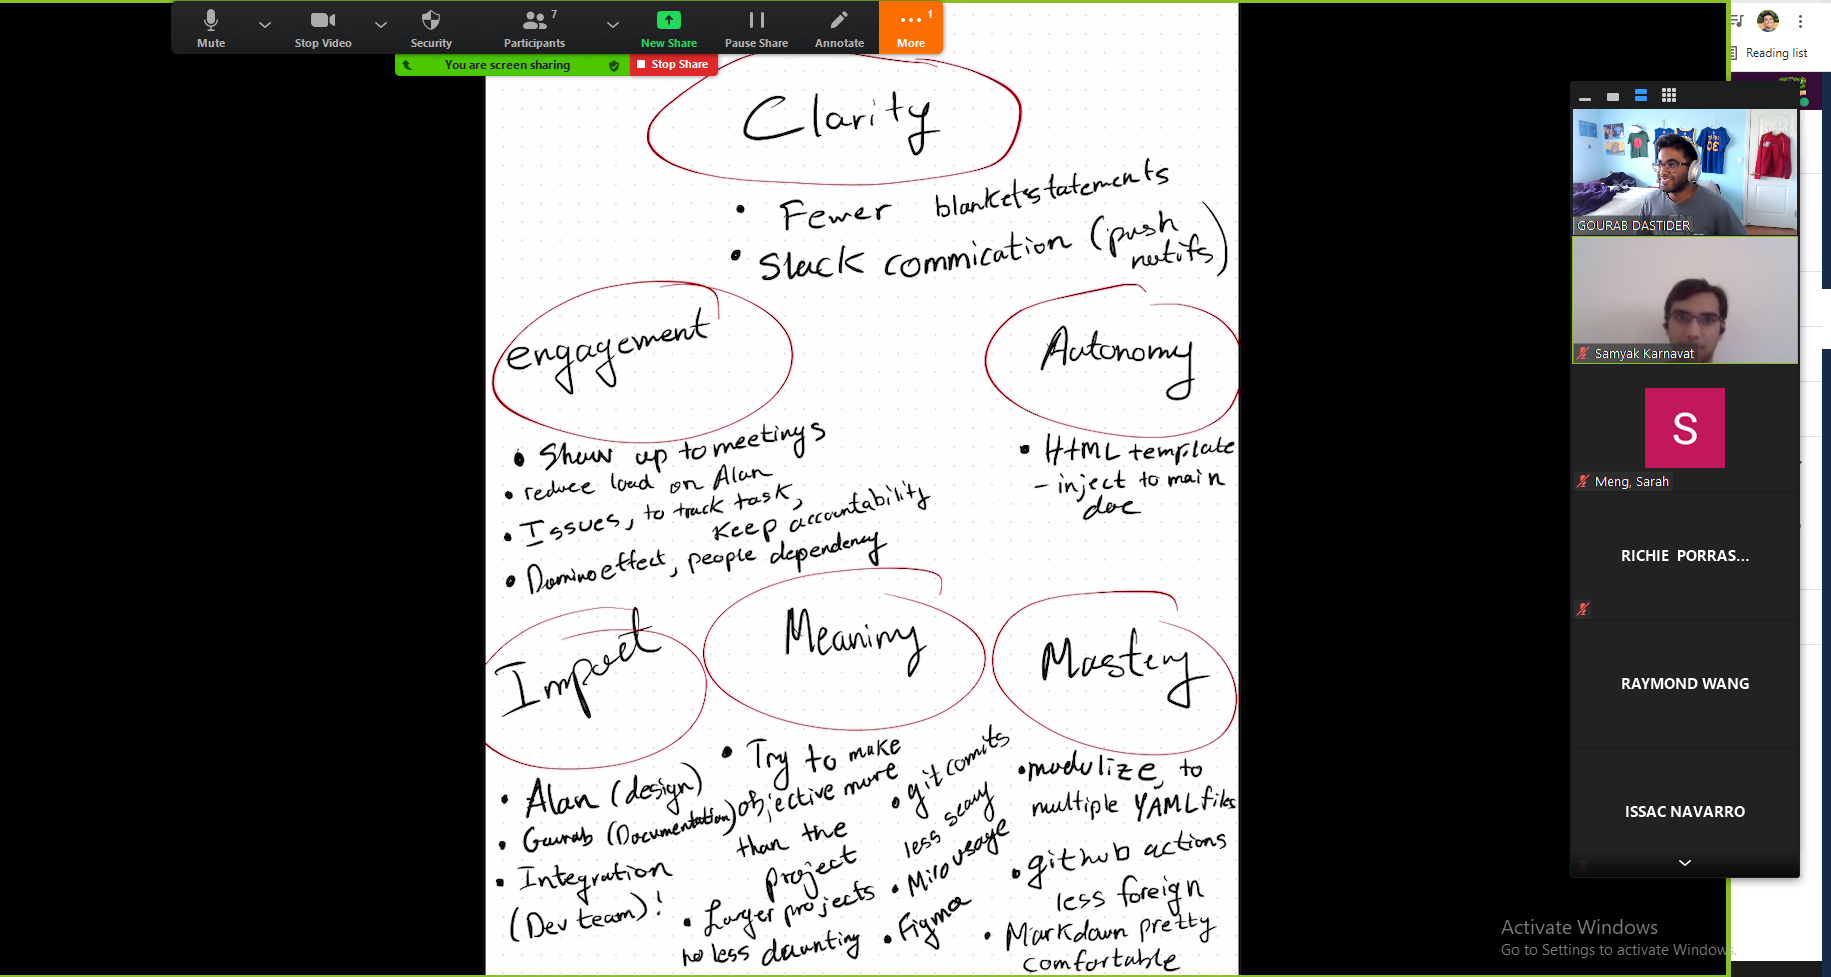 Mute
Stop Video
Security
Participants
7
New Share
Pause Share
Annotate
More
1
You are screen sharing
Stop Share
Reading list
Clarity
• Fewer blanketstatements
• Slack commication (push
notifs)
engagement
• Show up to meetings
• reduce load on Alan
• Issues, to track task,
Keep accountability
• Domino effect, people dependency
Autonomy
• HTML template
- inject to main
doc
Impact
• Alan (design)
• Gaurab (Documentation)
• Integration
(Dev team)!
Meaning
• Try to make
objective more
than the
project
• Larger projects
no less daunting
• git comits
less scary
• Miro usage
• Figma
Mastery
• modulize, to
multiple YAML files
• github actions
less foreign
• Markdown pretty
comfortable
GOURAB DASTIDER
Samyak Karnavat
S
Meng, Sarah
RICHIE PORRAS...
RAYMOND WANG
ISSAC NAVARRO
Activate Windows
Go to Settings to activate Windows.